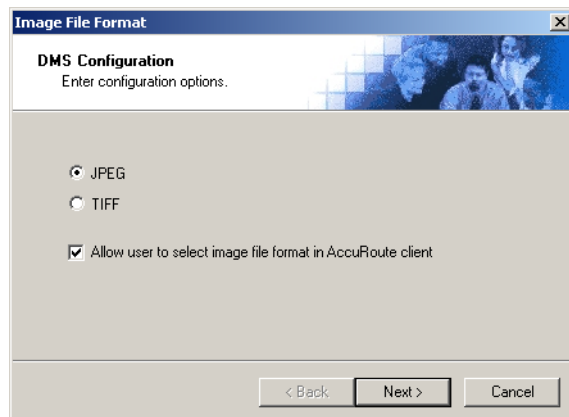 Image File Format
DMS Configuration
Enter configuration options.
JPEG
TIFF
Allow user to select image file format in AccuRoute client
< Back
Next >
Cancel